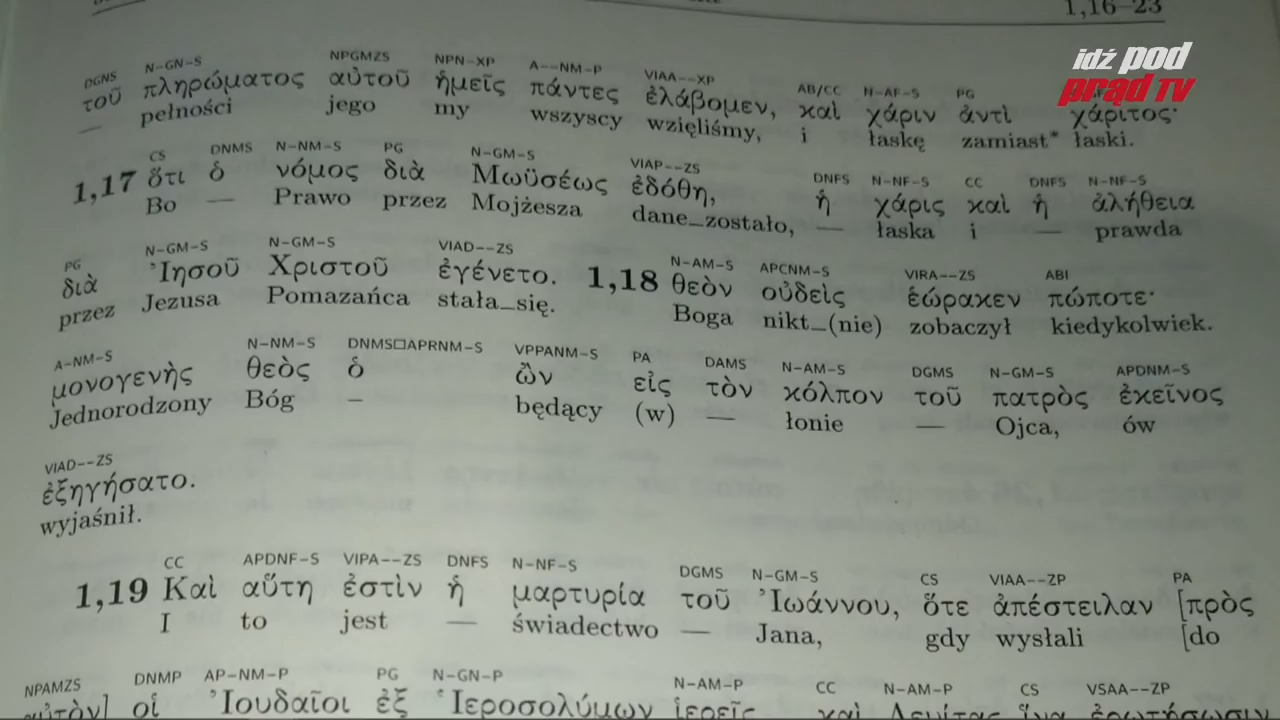 1,16–23
idź pod
prąd TV
DGNS N–GN–S NPGMZS NPN–XP A––NM–P VIAA––XP AB/CC N–AF–S PG
τοῦ πληρώματος αὐτοῦ ἡμεῖς πάντες ἐλάβομεν, καὶ χάριν ἀντὶ χάριτος·
— pełności jego my wszyscy wzięliśmy, i łaskę zamiast* łaski.
CS DNMS N–NM–S PG N–GM–S VIAP––ZS DNFS N–NF–S CC DNFS N–NF–S
1,17 ὅτι ὁ νόμος διὰ Μωϋσέως ἐδόθη, ἡ χάρις καὶ ἡ ἀλήθεια
Bo — Prawo przez Mojżesza dane_zostało, — łaska i — prawda
PG N–GM–S N–GM–S VIAD––ZS N–AM–S APCNM–S VIRA––ZS ABI
διὰ Ἰησοῦ Χριστοῦ ἐγένετο. 1,18 θεὸν οὐδεὶς ἑώρακεν πώποτε·
przez Jezusa Pomazańca stała_się. Boga nikt_(nie) zobaczył kiedykolwiek.
A–NM–S N–NM–S DNMS□APRNM–S VPPANM–S PA DAMS N–AM–S DGMS N–GM–S APDNM–S
μονογενὴς θεὸς ὁ ὢν εἰς τὸν κόλπον τοῦ πατρὸς ἐκεῖνος
Jednorodzony Bóg – będący (w) — łonie — Ojca, ów
VIAD––ZS
ἐξηγήσατο.
wyjaśnił.
CC APDNF–S VIPA––ZS DNFS N–NF–S DGMS N–GM–S CS VIAA––ZP PA
1,19 Καὶ αὕτη ἐστὶν ἡ μαρτυρία τοῦ Ἰωάννου, ὅτε ἀπέστειλαν [πρὸς
I to jest — świadectwo — Jana, gdy wysłali [do
NPAMZS DNMP AP–NM–P PG N–GN–P N–AM–P CC N–AM–P CS VSAA––ZP
αὐτὸν] οἱ Ἰουδαῖοι ἐξ Ἱεροσολύμων ἱερεῖς καὶ Λευίτας ἵνα ἐρωτήσωσιν